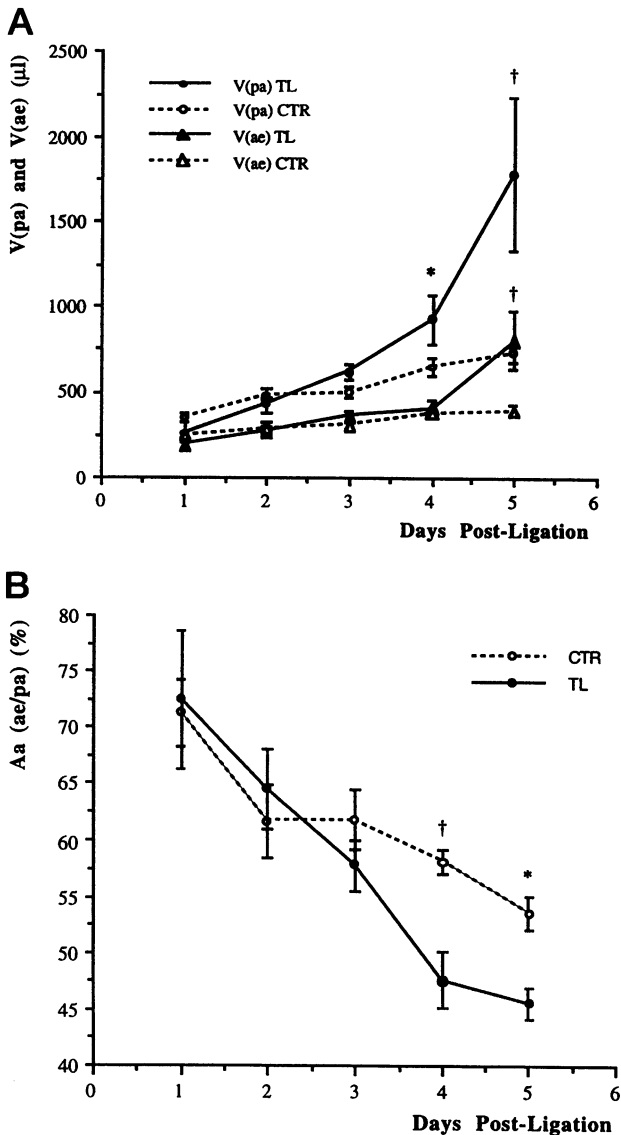 A
V(pa) and V(ae) (µl)
2500
2000
1500
1000
500
0
V(pa) TL
V(pa) CTR
V(ae) TL
V(ae) CTR
†
*
†
0 1 2 3 4 5 6
Days Post-Ligation
B
Aa (ae/pa) (%)
80
75
70
65
60
55
50
45
40
CTR
TL
†
*
0 1 2 3 4 5 6
Days Post-Ligation